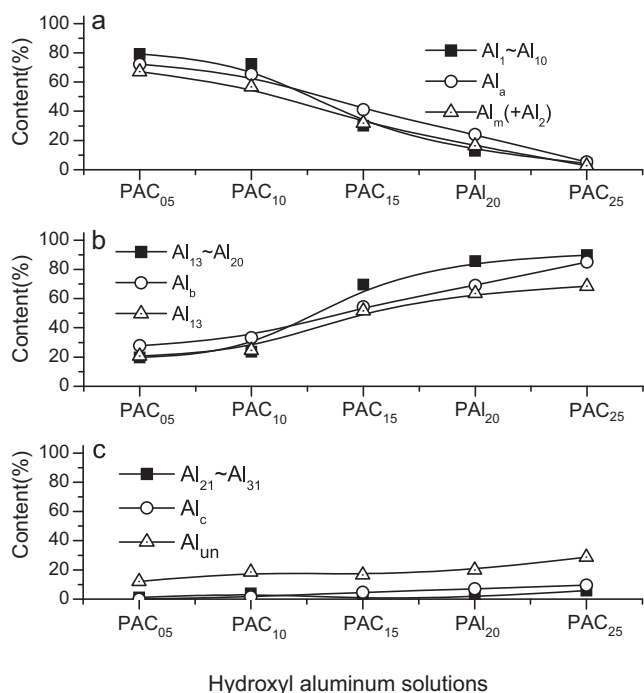 a
Content(%)
100
80
60
40
20
0
Al1~Al10
Ala
Alm(+Al2)
PAC05 PAC10 PAC15 PAl20 PAC25
b
Content(%)
100
80
60
40
20
0
Al13~Al20
Alb
Al13
PAC05 PAC10 PAC15 PAl20 PAC25
c
Content(%)
100
80
60
40
20
0
Al21~Al31
Alc
Alun
PAC05 PAC10 PAC15 PAl20 PAC25
Hydroxyl aluminum solutions